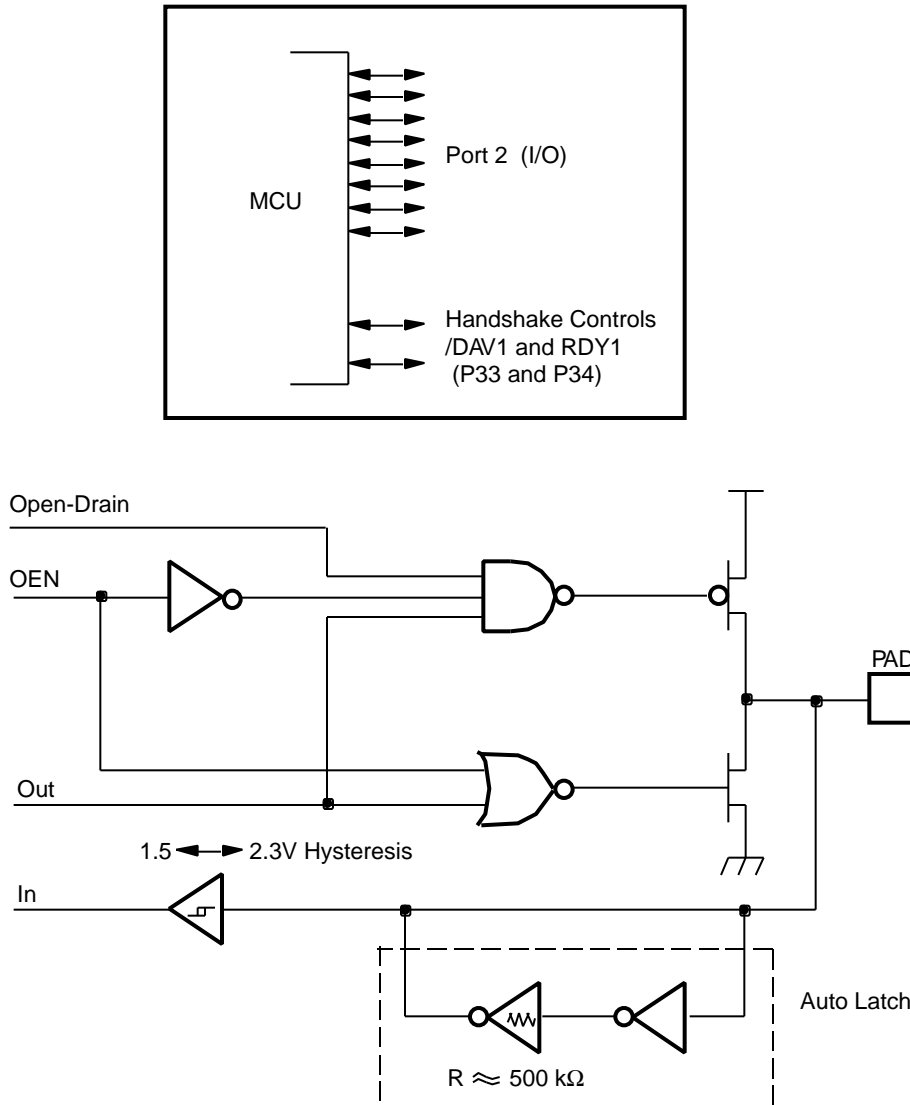 MCU
Port 2 (I/O)
Handshake Controls
/DAV1 and RDY1
(P33 and P34)
Open-Drain
OEN
PAD
Out
1.5 2.3V Hysteresis
In
Auto Latch
R ≈ 500 kΩ